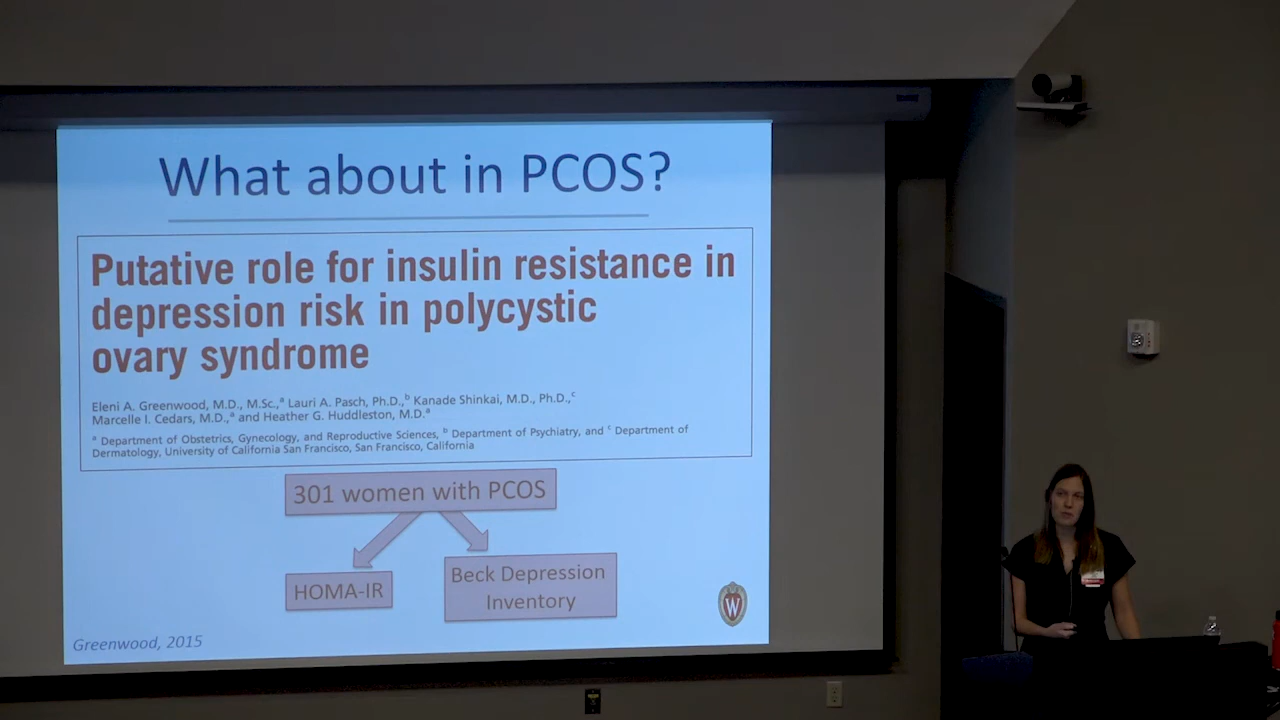 What about in PCOS?
Putative role for insulin resistance in
depression risk in polycystic
ovary syndrome
Eleni A. Greenwood, M.D., M.Sc.,ᵃ Lauri A. Pasch, Ph.D.,ᵇ Kanade Shinkai, M.D., Ph.D.,ᶜ
Marcelle I. Cedars, M.D.,ᵃ and Heather G. Huddleston, M.D.ᵃ
ᵃ Department of Obstetrics, Gynecology, and Reproductive Sciences, ᵇ Department of Psychiatry, and ᶜ Department of
Dermatology, University of California San Francisco, San Francisco, California
301 women with PCOS
HOMA-IR
Beck Depression
Inventory
W
Greenwood, 2015